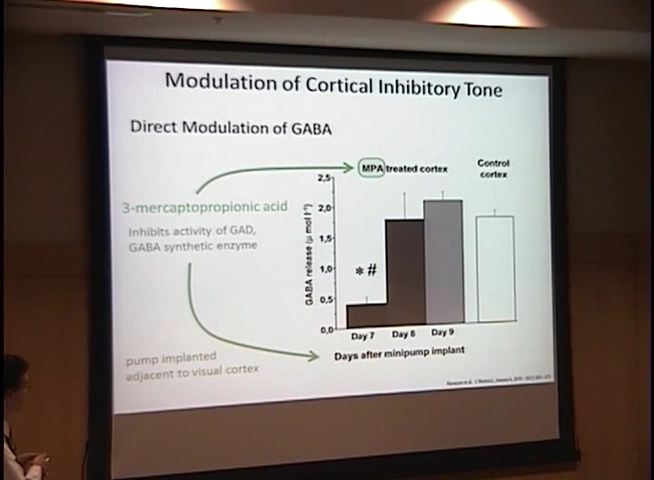 Modulation of Cortical Inhibitory Tone
Direct Modulation of GABA
MPA treated cortex
Control
cortex
3-mercaptopropionic acid
Inhibits activity of GAD,
GABA synthetic enzyme
GABA release (µ mol l⁻¹)
2,5
2,0
1,5
1,0
0,5
0,0
*#
Day 7
Day 8
Day 9
Days after minipump implant
pump implanted
adjacent to visual cortex